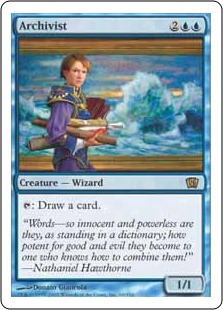 Archivist 2
Creature — Wizard
: Draw a card.
“Words—so innocent and powerless are
they, as standing in a dictionary; how
potent for good and evil they become to
one who knows how to combine them!”
—Nathaniel Hawthorne
Donato Giancola
1/1